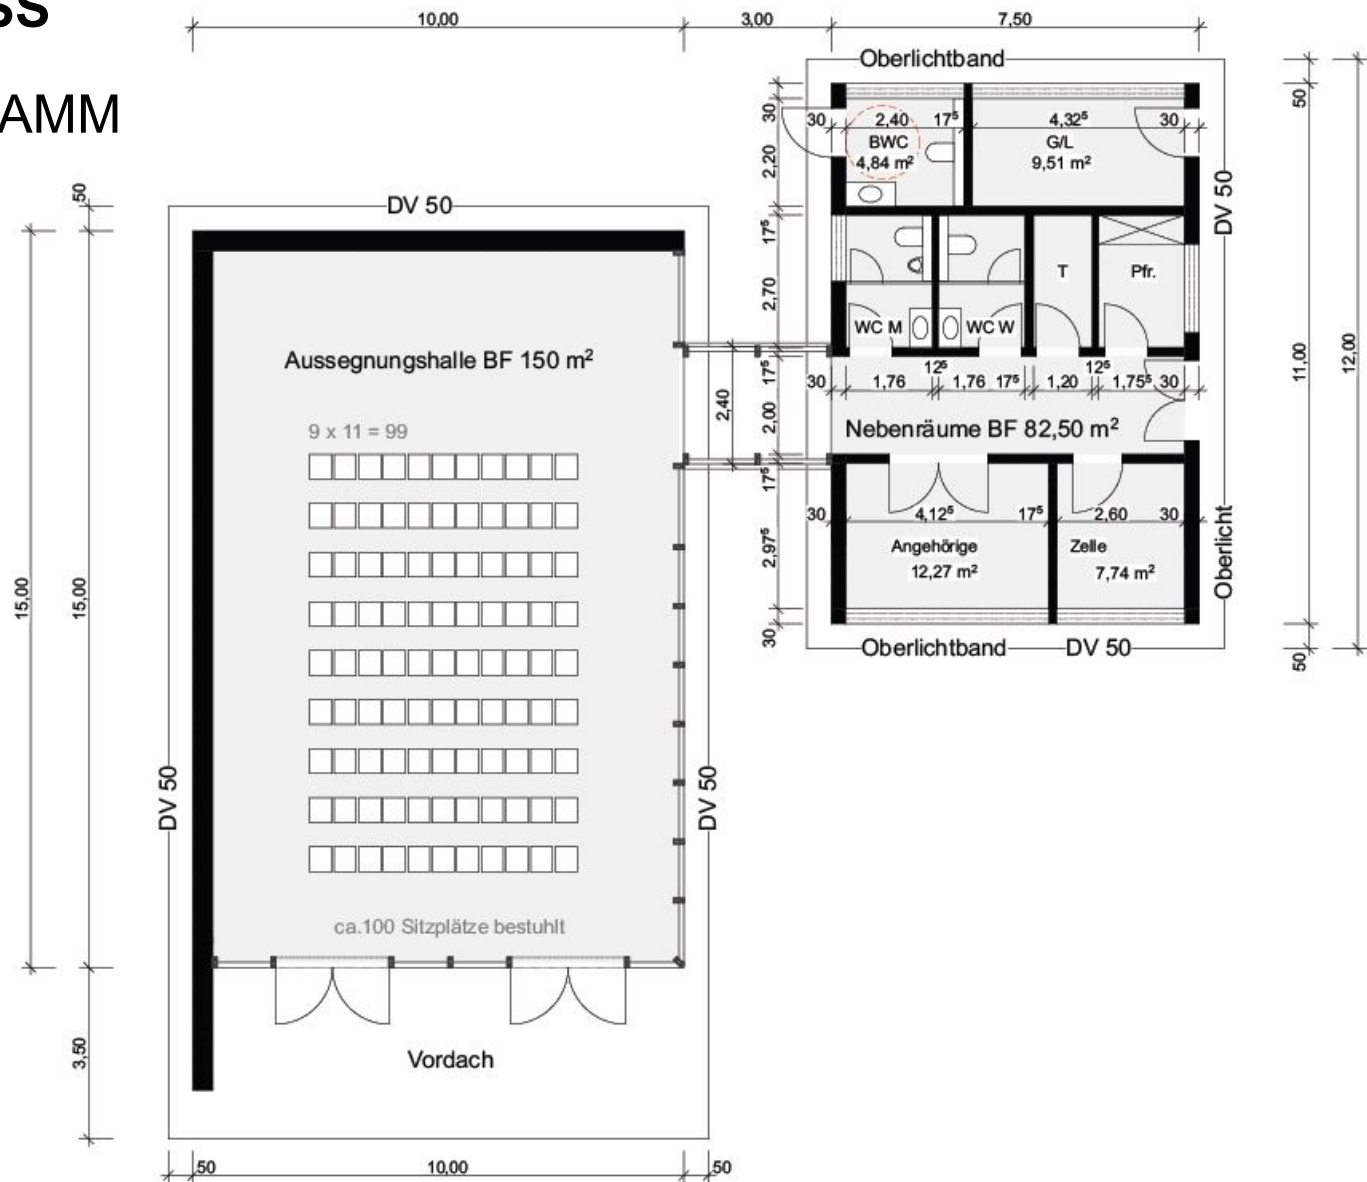 SS
AMM
10,00
3,00
7,50
Oberlichtband
50
30
30
2,40
17⁵
4,32⁵
30
BWC
4,84 m²
G/L
9,51 m²
2,20
DV 50
50
DV 50
17⁵
2,70
T
Pfr.
WC M
WC W
Aussegnungshalle BF 150 m²
17⁵
30
1,76
12⁵
1,76
17⁵
1,20
12⁵
1,75⁵
30
11,00
12,00
2,40
2,00
9 x 11 = 99
Nebenräume BF 82,50 m²
17⁵
30
4,12⁵
17⁵
2,60
30
Oberlicht
2,97⁵
Angehörige
12,27 m²
Zelle
7,74 m²
15,00
15,00
30
Oberlichtband
DV 50
50
DV 50
DV 50
ca.100 Sitzplätze bestuhlt
3,50
Vordach
50
10,00
50